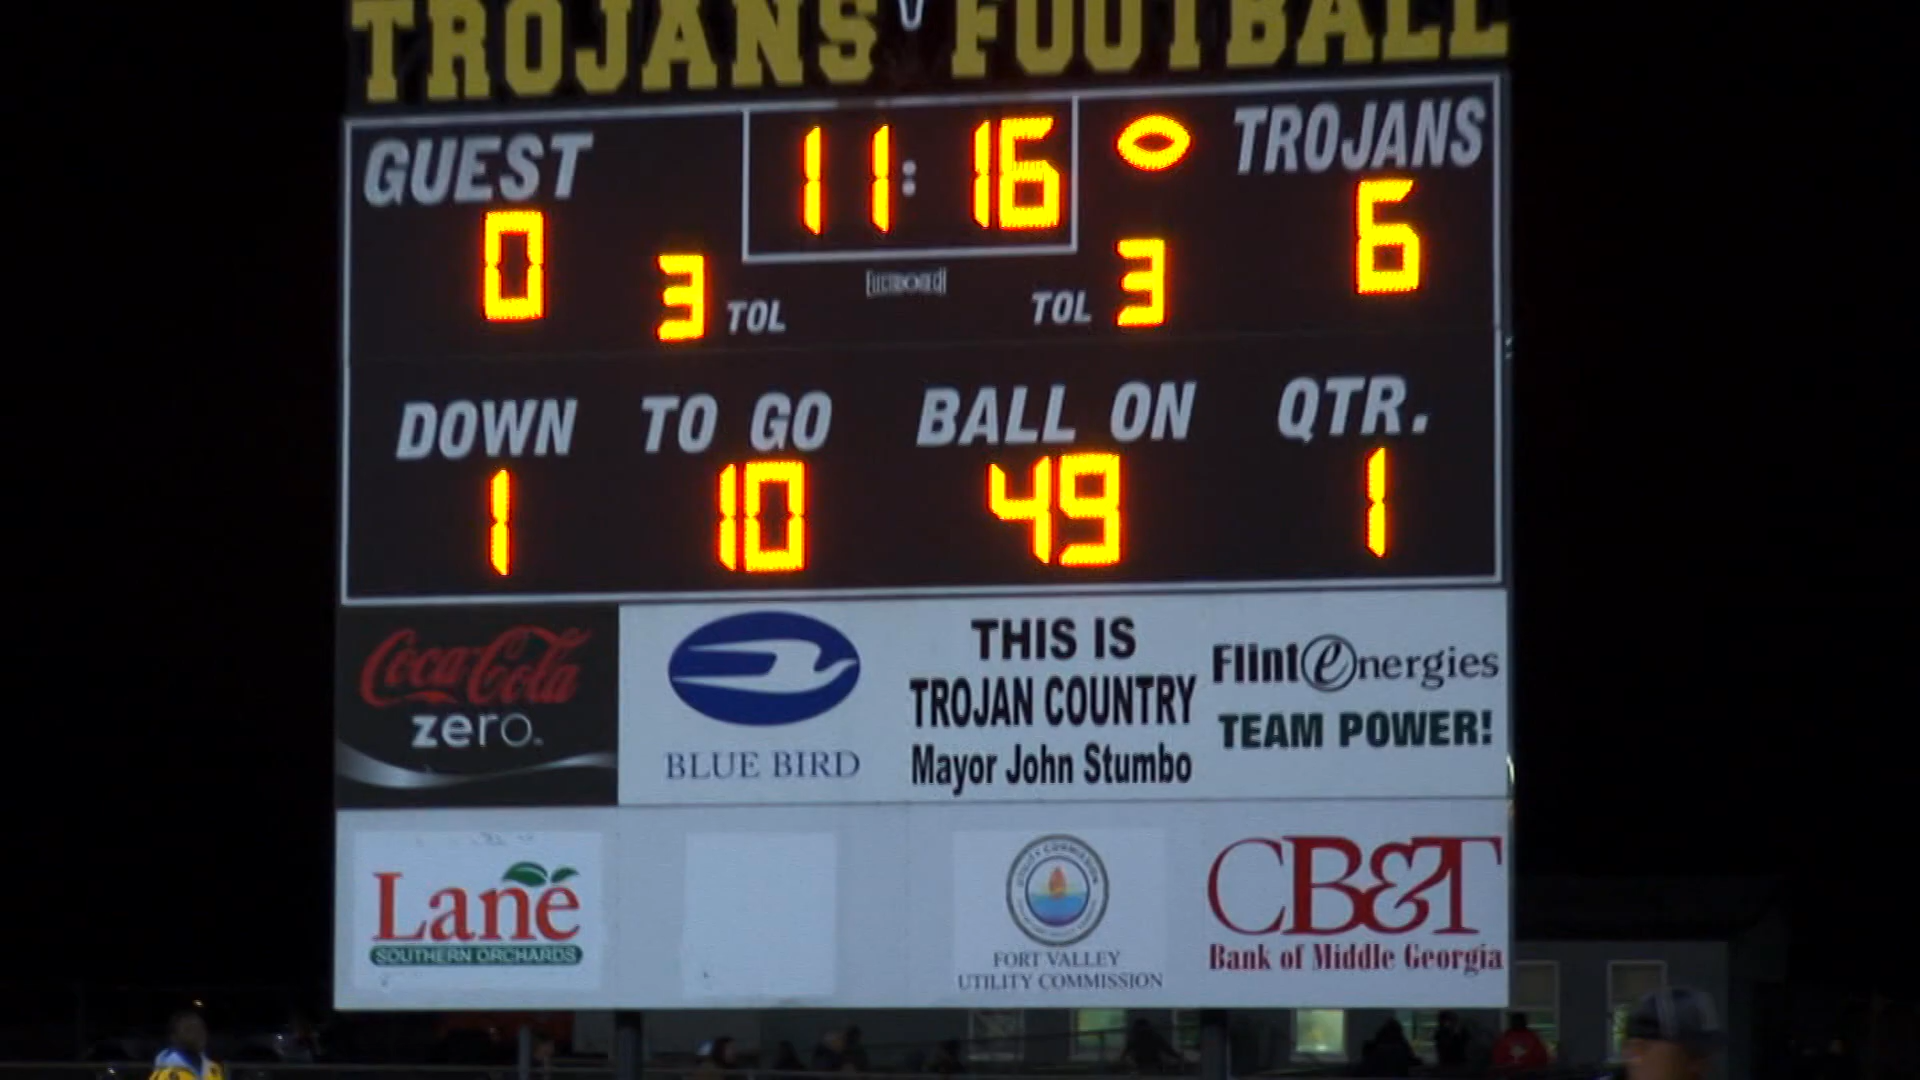 TROJANS FOOTBALL
GUEST 11:16 TROJANS
0 3 TOL TOL 3 6
DOWN TO GO BALL ON QTR.
1 10 49 1
Coca-Cola
zero
BLUE BIRD
THIS IS
TROJAN COUNTRY
Mayor John Stumbo
Flint energies
TEAM POWER!
Lane
SOUTHERN ORCHARDS
FORT VALLEY
UTILITY COMMISSION
CB&T
Bank of Middle Georgia